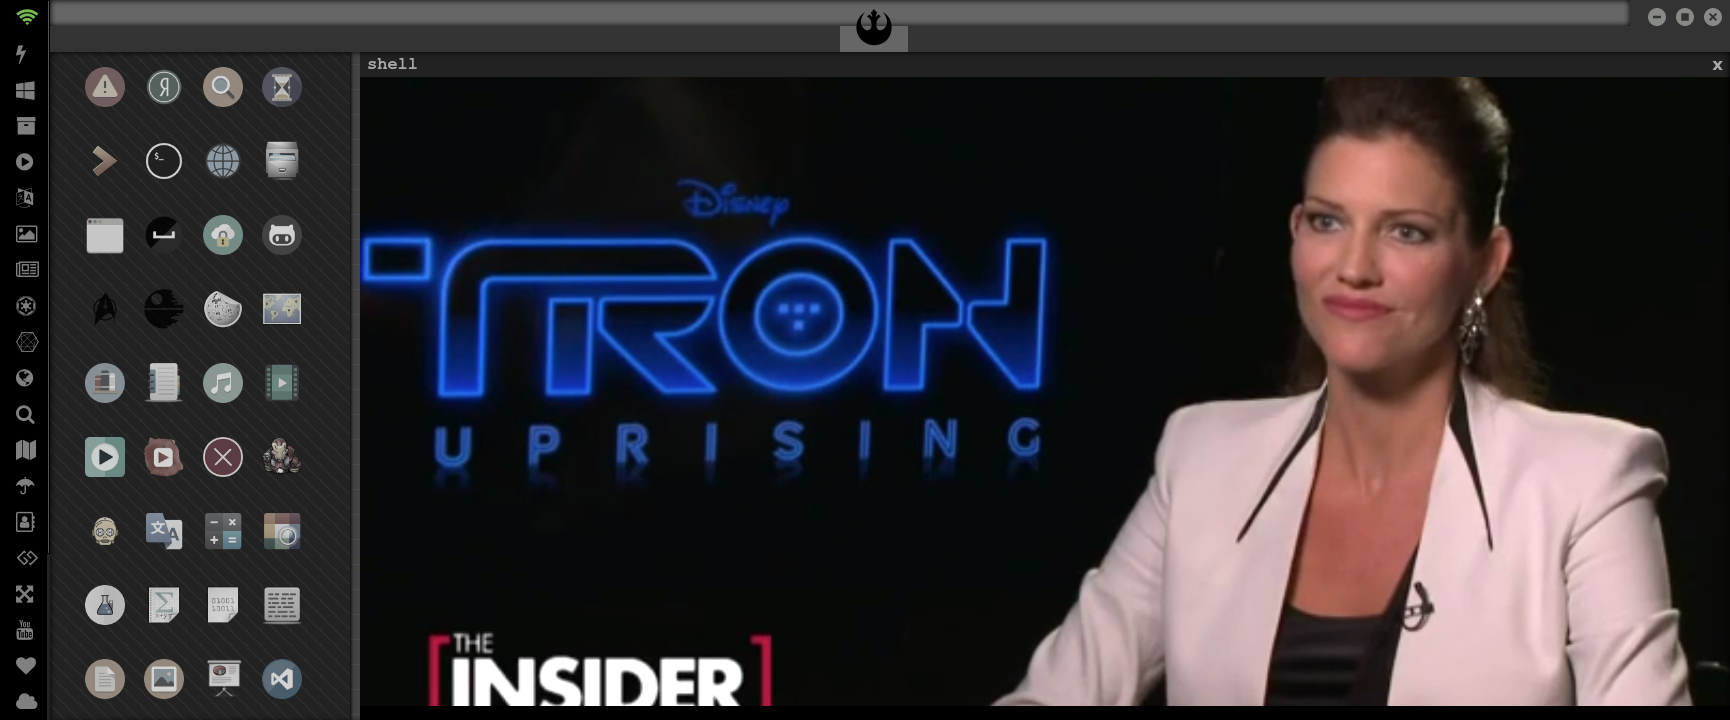 shell
x
Disney
TRON
UPRISING
[THE
INSIDER]